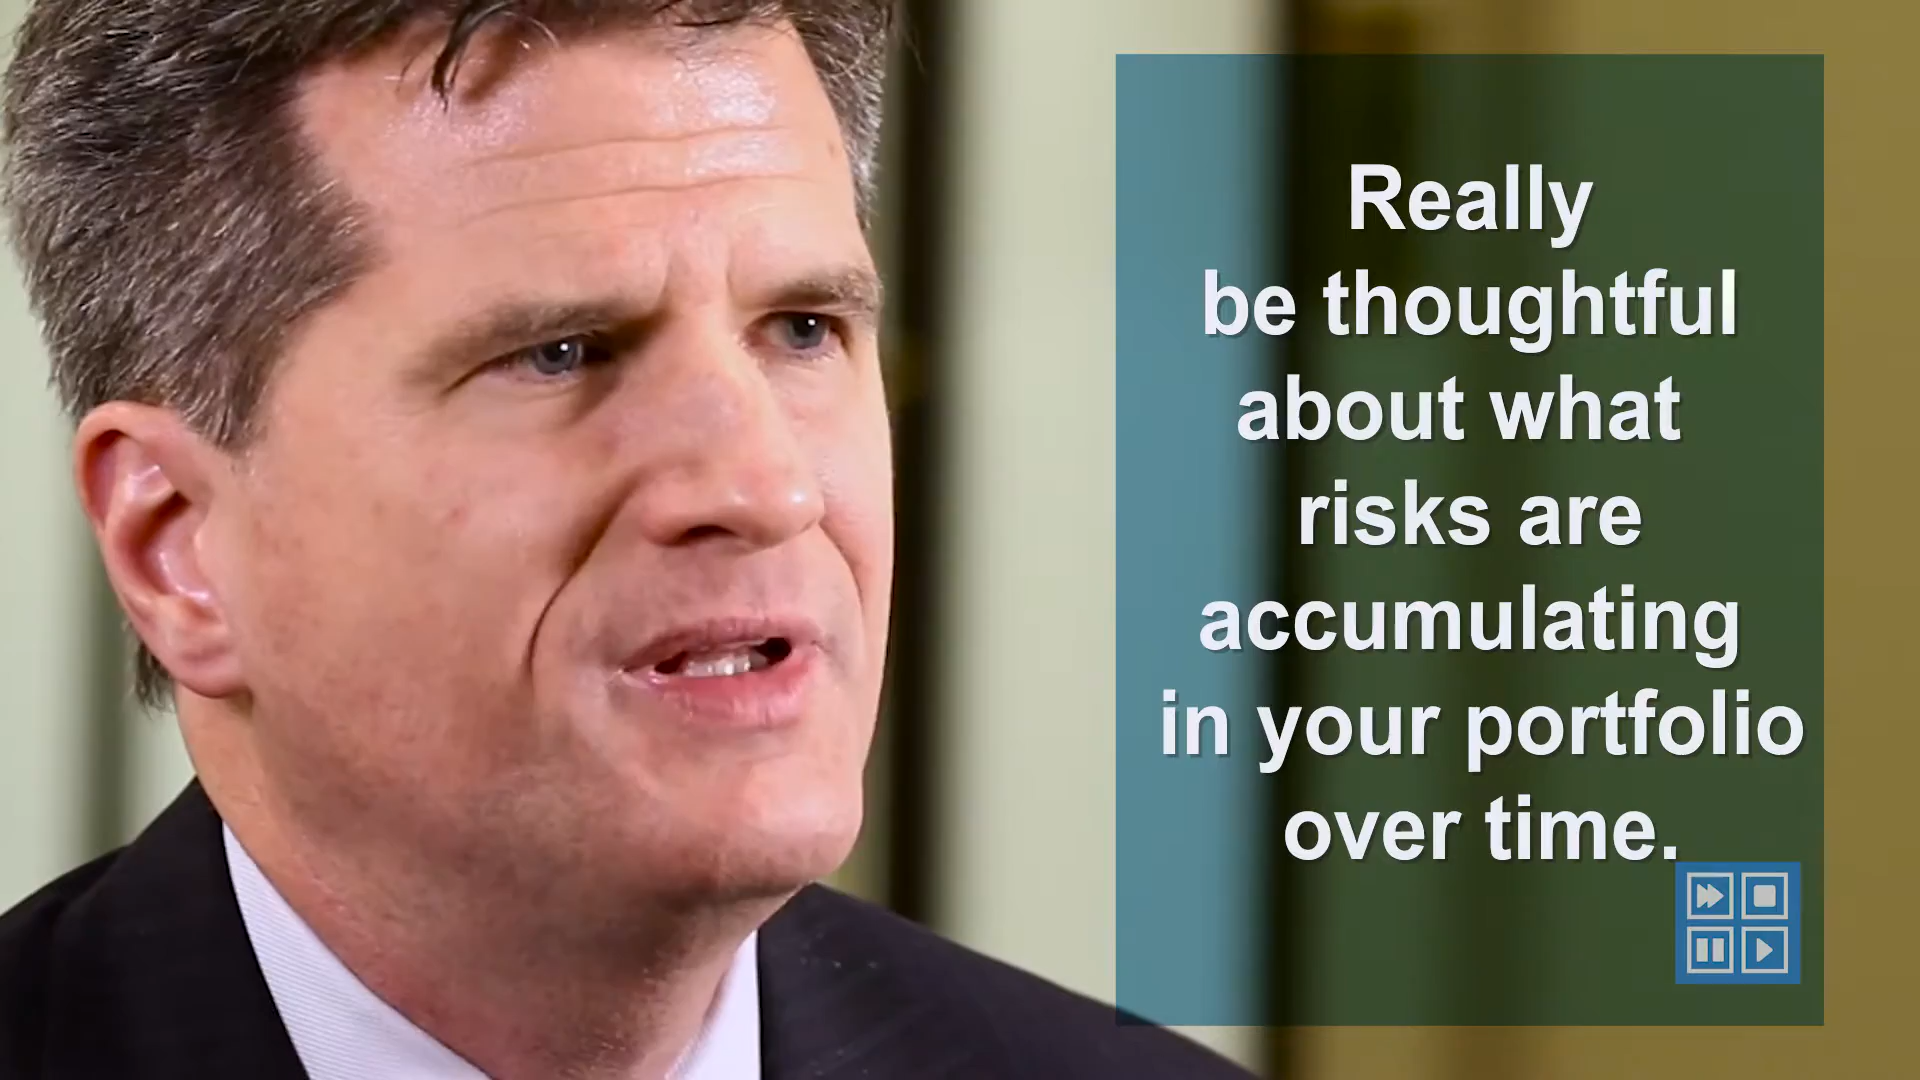 Really
be thoughtful
about what
risks are
accumulating
in your portfolio
over time.